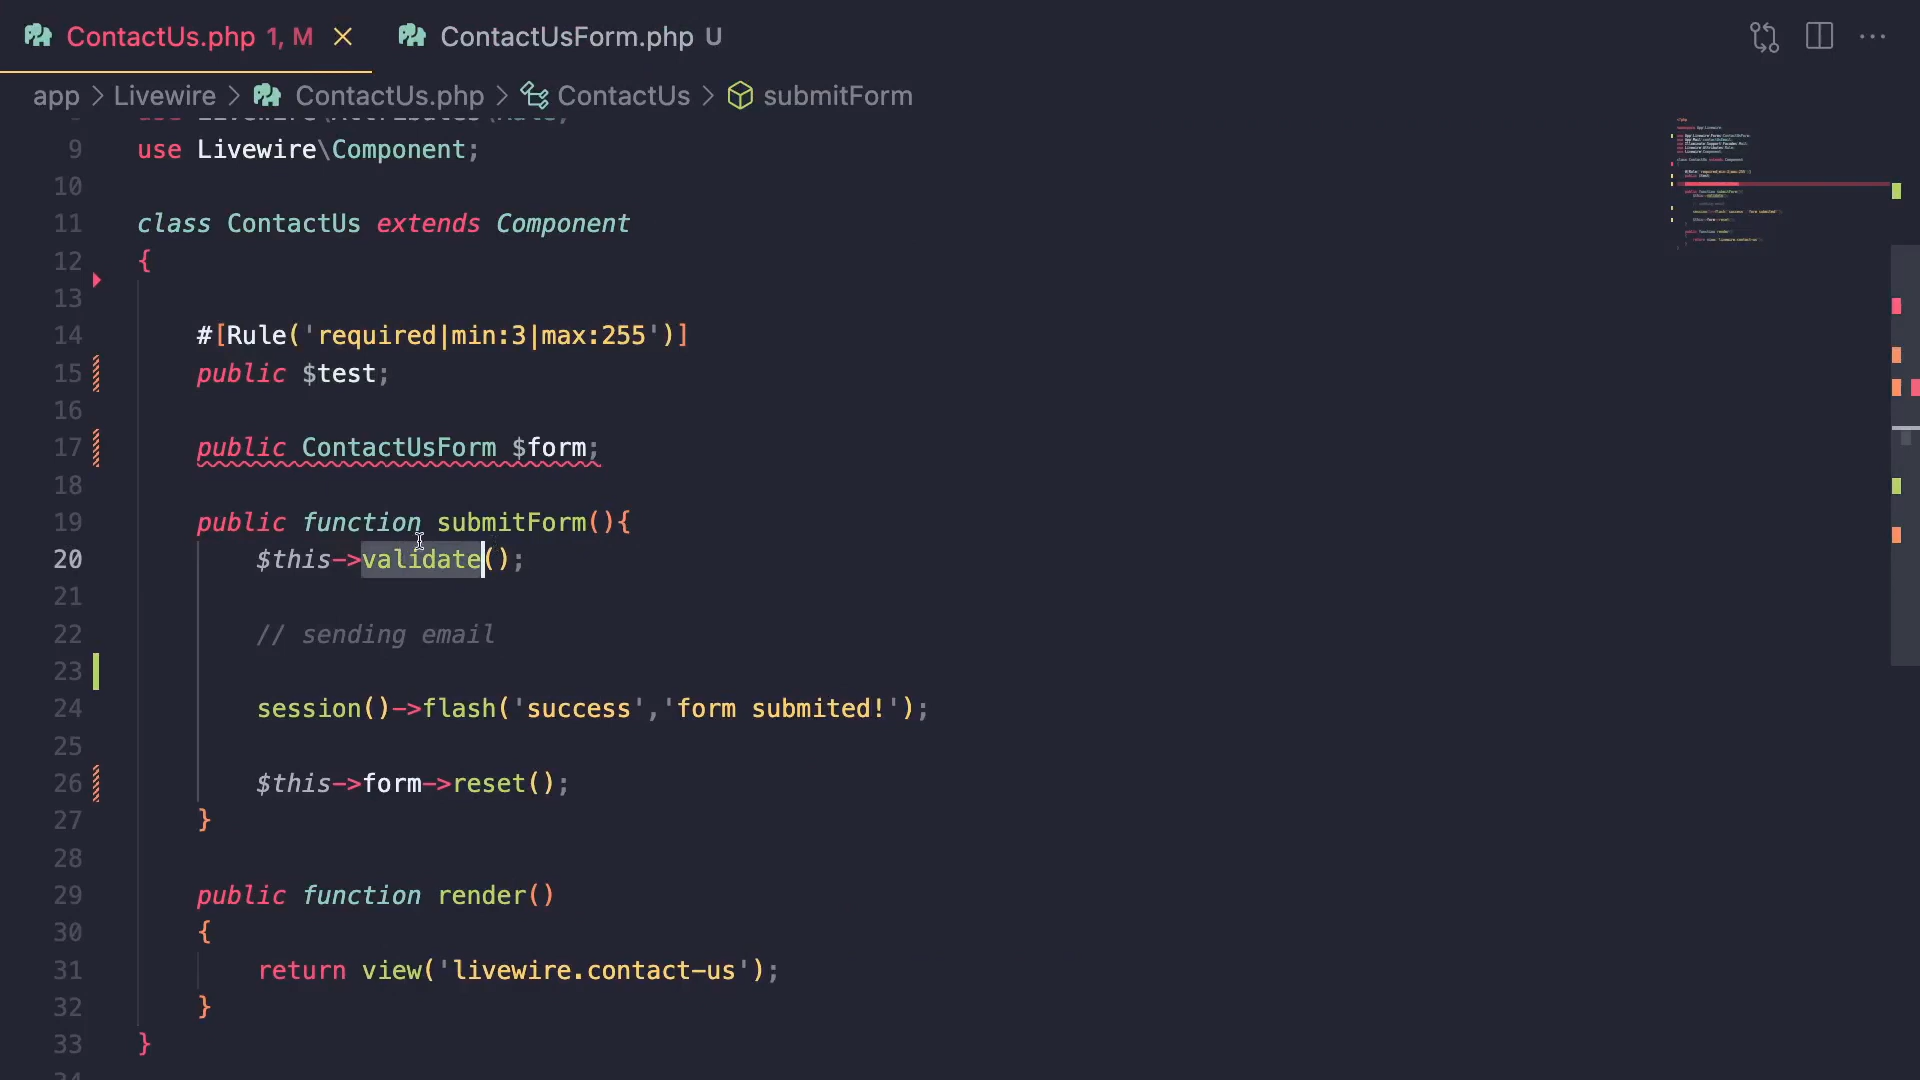 ContactUs.php 1, M
ContactUsForm.php U
app > Livewire > ContactUs.php > ContactUs > submitForm
9 use Livewire\Component;
10
11 class ContactUs extends Component
12 {
13
14 #[Rule('required|min:3|max:255')]
15 public $test;
16
17 public ContactUsForm $form;
18
19 public function submitForm(){
20 $this->validate();
21
22 // sending email
23
24 session()->flash('success','form submited!');
25
26 $this->form->reset();
27 }
28
29 public function render()
30 {
31 return view('livewire.contact-us');
32 }
33 }